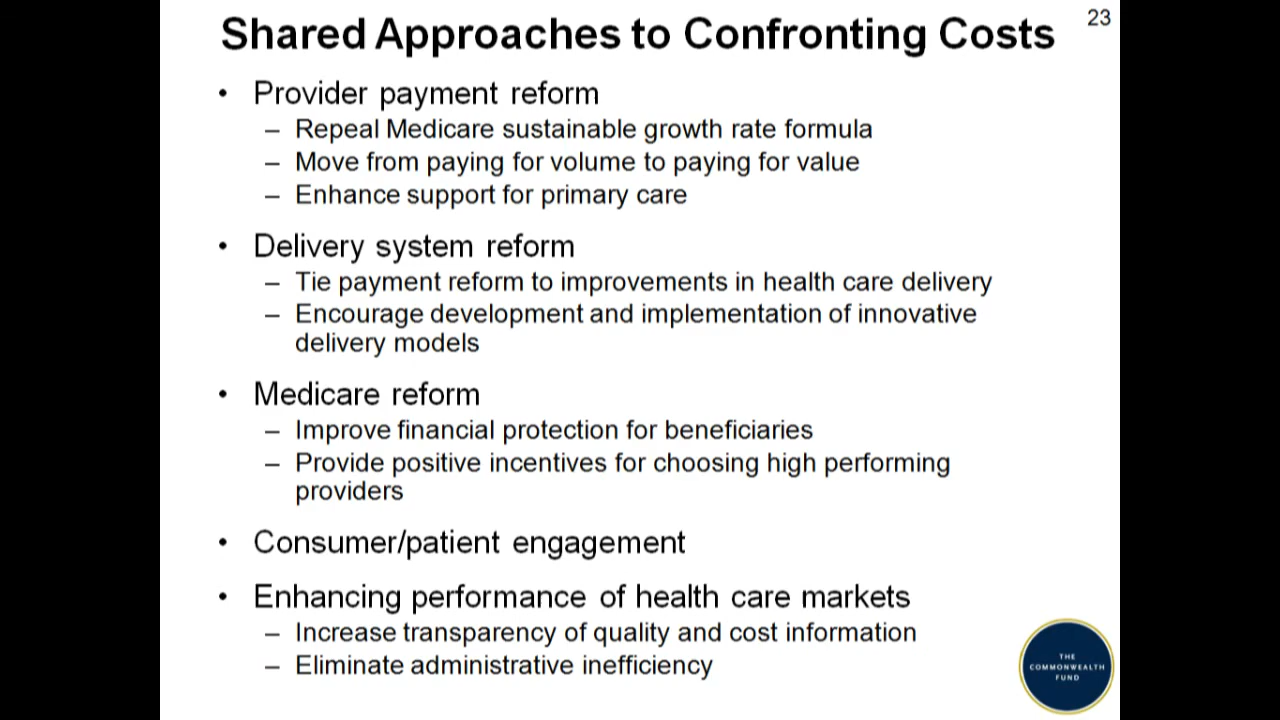 23
Shared Approaches to Confronting Costs
• Provider payment reform
– Repeal Medicare sustainable growth rate formula
– Move from paying for volume to paying for value
– Enhance support for primary care
• Delivery system reform
– Tie payment reform to improvements in health care delivery
– Encourage development and implementation of innovative
delivery models
• Medicare reform
– Improve financial protection for beneficiaries
– Provide positive incentives for choosing high performing
providers
• Consumer/patient engagement
• Enhancing performance of health care markets
– Increase transparency of quality and cost information
– Eliminate administrative inefficiency
THE
COMMONWEALTH
FUND